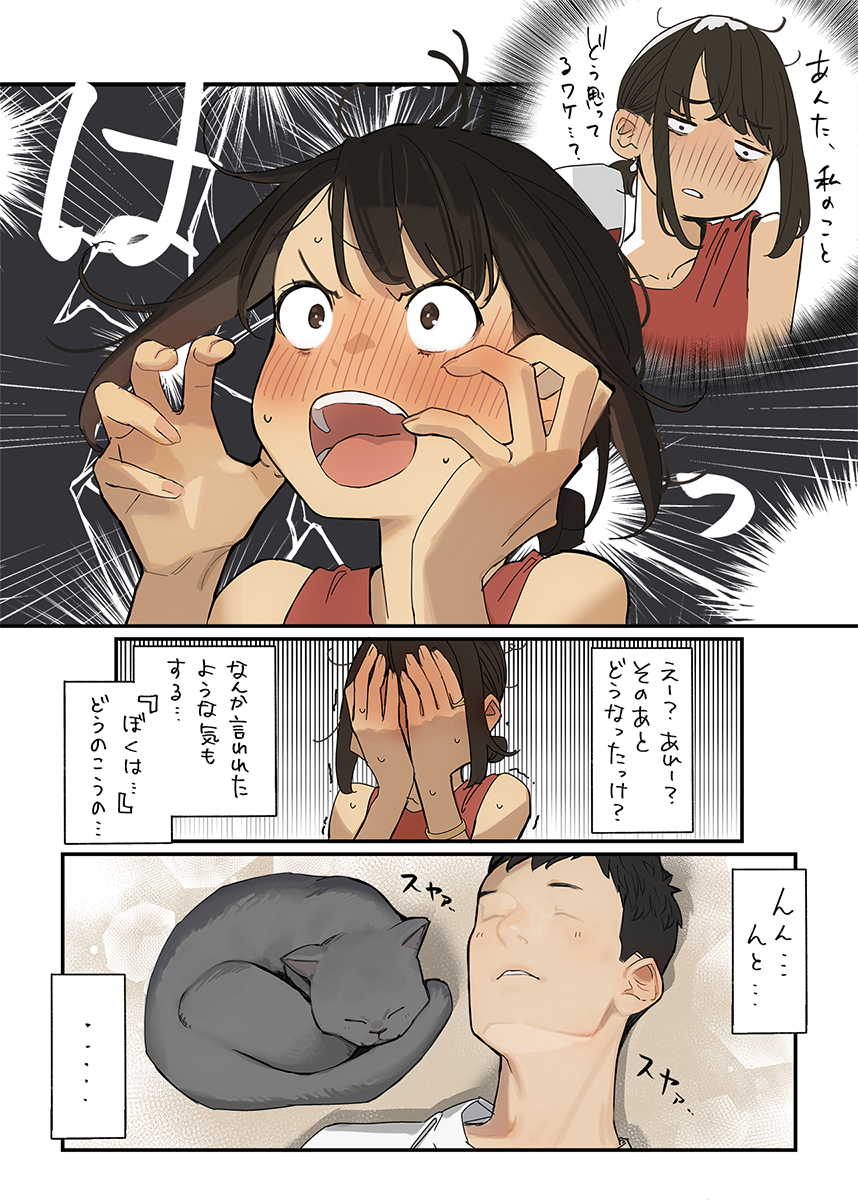 あんた、私のこと
どう思って
るワケ…？
はっ
えー？あれー？
そのあと
どうなったっけ？
なんか言われた
ような気も
する…
『ぼくは…』
どうのこうの…
んん…
んと…
スヤァ…
スヤァ…
……